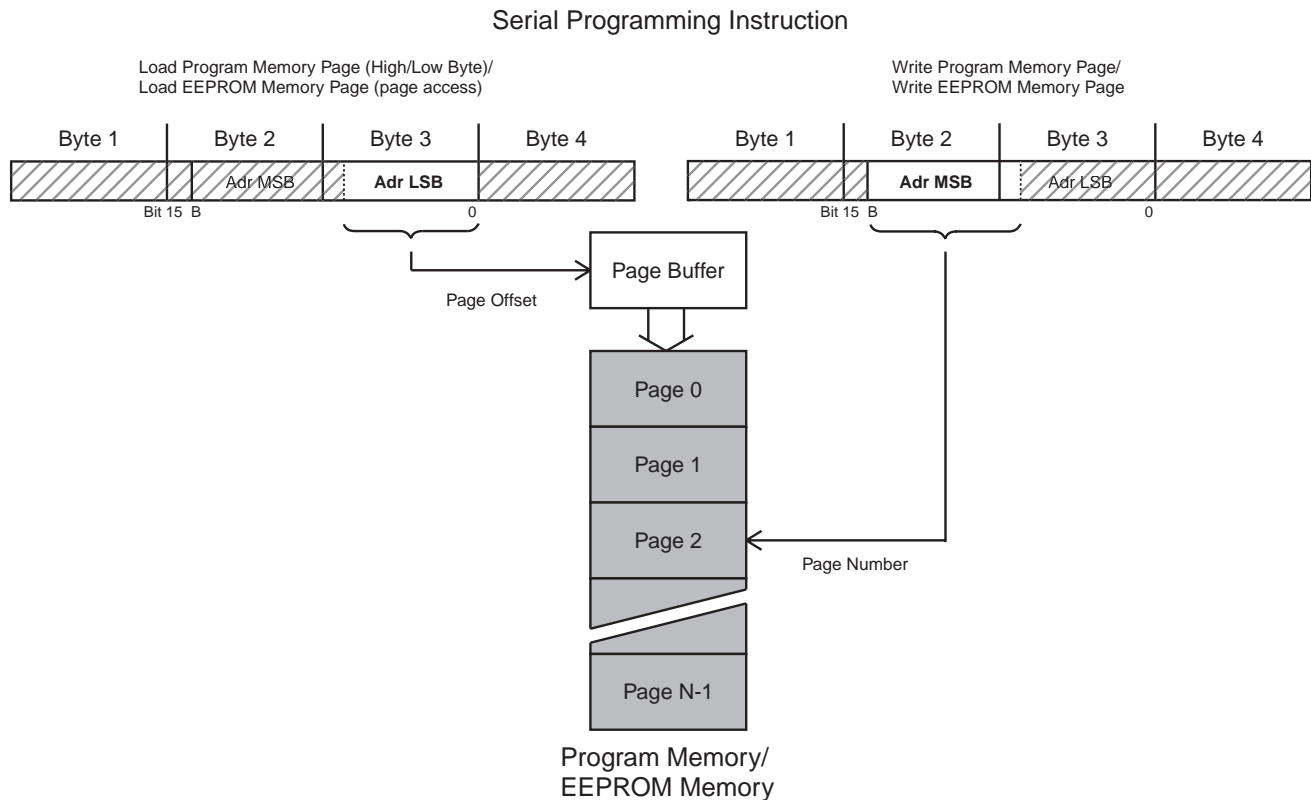 Serial Programming Instruction
Load Program Memory Page (High/Low Byte)/
Load EEPROM Memory Page (page access)
Write Program Memory Page/
Write EEPROM Memory Page
Byte 1 Byte 2 Byte 3 Byte 4
Byte 1 Byte 2 Byte 3 Byte 4
Adr MSB Adr LSB
Adr MSB Adr LSB
Bit 15 B 0
Bit 15 B 0
Page Buffer
Page Offset
Page 0
Page 1
Page 2
Page Number
Page N-1
Program Memory/
EEPROM Memory